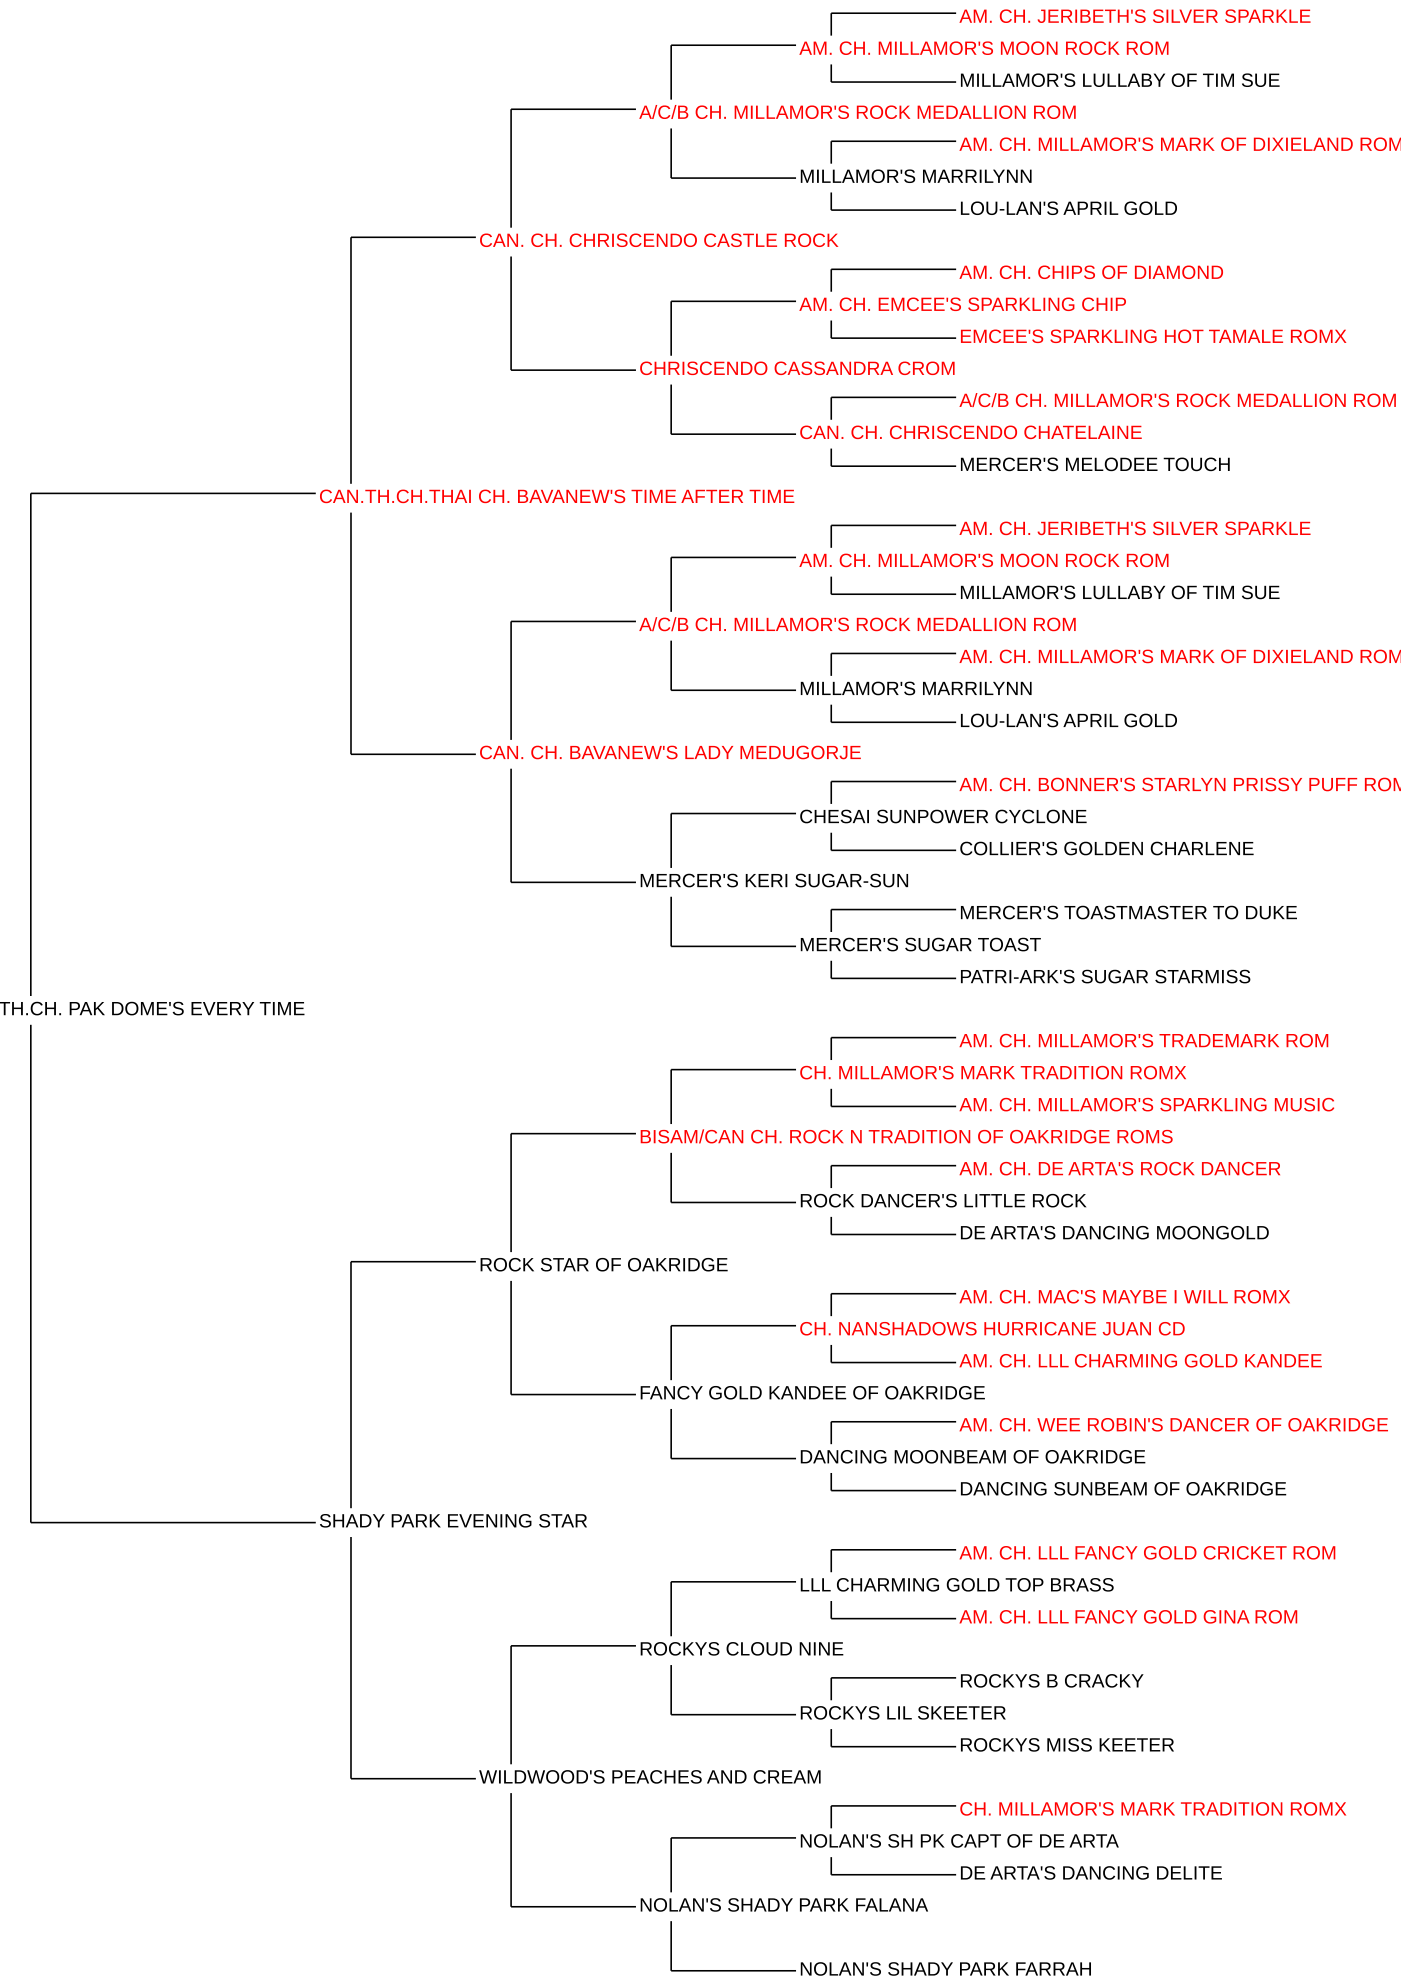 AM. CH. JERIBETH'S SILVER SPARKLE
AM. CH. MILLAMOR'S MOON ROCK ROM
MILLAMOR'S LULLABY OF TIM SUE
A/C/B CH. MILLAMOR'S ROCK MEDALLION ROM
AM. CH. MILLAMOR'S MARK OF DIXIELAND ROM
MILLAMOR'S MARRILYNN
LOU-LAN'S APRIL GOLD
CAN. CH. CHRISCENDO CASTLE ROCK
AM. CH. CHIPS OF DIAMOND
AM. CH. EMCEE'S SPARKLING CHIP
EMCEE'S SPARKLING HOT TAMALE ROMX
CHRISCENDO CASSANDRA CROM
A/C/B CH. MILLAMOR'S ROCK MEDALLION ROM
CAN. CH. CHRISCENDO CHATELAINE
MERCER'S MELODEE TOUCH
CAN.TH.CH.THAI CH. BAVANEW'S TIME AFTER TIME
AM. CH. JERIBETH'S SILVER SPARKLE
AM. CH. MILLAMOR'S MOON ROCK ROM
MILLAMOR'S LULLABY OF TIM SUE
A/C/B CH. MILLAMOR'S ROCK MEDALLION ROM
AM. CH. MILLAMOR'S MARK OF DIXIELAND ROM
MILLAMOR'S MARRILYNN
LOU-LAN'S APRIL GOLD
CAN. CH. BAVANEW'S LADY MEDUGORJE
AM. CH. BONNER'S STARLYN PRISSY PUFF ROM
CHESAI SUNPOWER CYCLONE
COLLIER'S GOLDEN CHARLENE
MERCER'S KERI SUGAR-SUN
MERCER'S TOASTMASTER TO DUKE
MERCER'S SUGAR TOAST
PATRI-ARK'S SUGAR STARMISS
TH.CH. PAK DOME'S EVERY TIME
AM. CH. MILLAMOR'S TRADEMARK ROM
CH. MILLAMOR'S MARK TRADITION ROMX
AM. CH. MILLAMOR'S SPARKLING MUSIC
BISAM/CAN CH. ROCK N TRADITION OF OAKRIDGE ROMS
AM. CH. DE ARTA'S ROCK DANCER
ROCK DANCER'S LITTLE ROCK
DE ARTA'S DANCING MOONGOLD
ROCK STAR OF OAKRIDGE
AM. CH. MAC'S MAYBE I WILL ROMX
CH. NANSHADOWS HURRICANE JUAN CD
AM. CH. LLL CHARMING GOLD KANDEE
FANCY GOLD KANDEE OF OAKRIDGE
AM. CH. WEE ROBIN'S DANCER OF OAKRIDGE
DANCING MOONBEAM OF OAKRIDGE
DANCING SUNBEAM OF OAKRIDGE
SHADY PARK EVENING STAR
AM. CH. LLL FANCY GOLD CRICKET ROM
LLL CHARMING GOLD TOP BRASS
AM. CH. LLL FANCY GOLD GINA ROM
ROCKYS CLOUD NINE
ROCKYS B CRACKY
ROCKYS LIL SKEETER
ROCKYS MISS KEETER
WILDWOOD'S PEACHES AND CREAM
CH. MILLAMOR'S MARK TRADITION ROMX
NOLAN'S SH PK CAPT OF DE ARTA
DE ARTA'S DANCING DELITE
NOLAN'S SHADY PARK FALANA
NOLAN'S SHADY PARK FARRAH